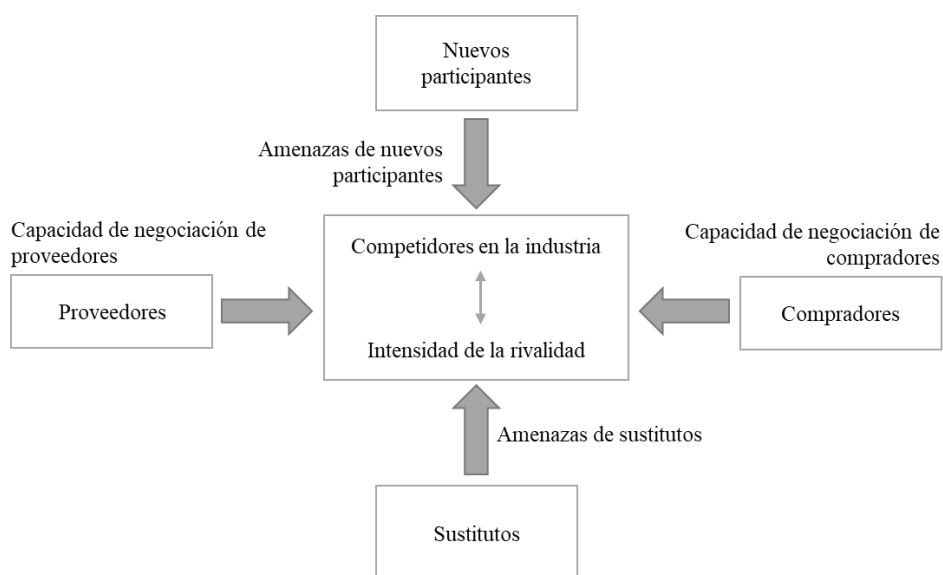 Nuevos
participantes
Amenazas de nuevos
participantes
Capacidad de negociación de
proveedores
Proveedores
Competidores en la industria
Intensidad de la rivalidad
Capacidad de negociación de
compradores
Compradores
Amenazas de sustitutos
Sustitutos